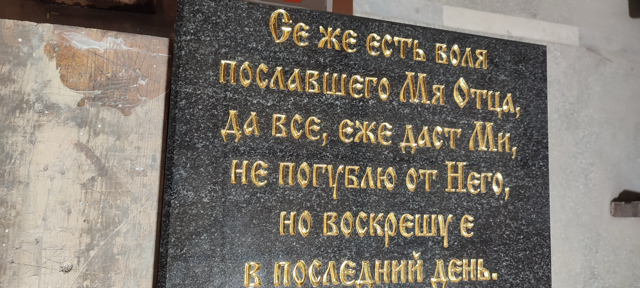 Се же есть воля
пославшего Мя Отца,
да все, еже даст Ми,
не погублю от Него,
но воскрешу е
в последний день.